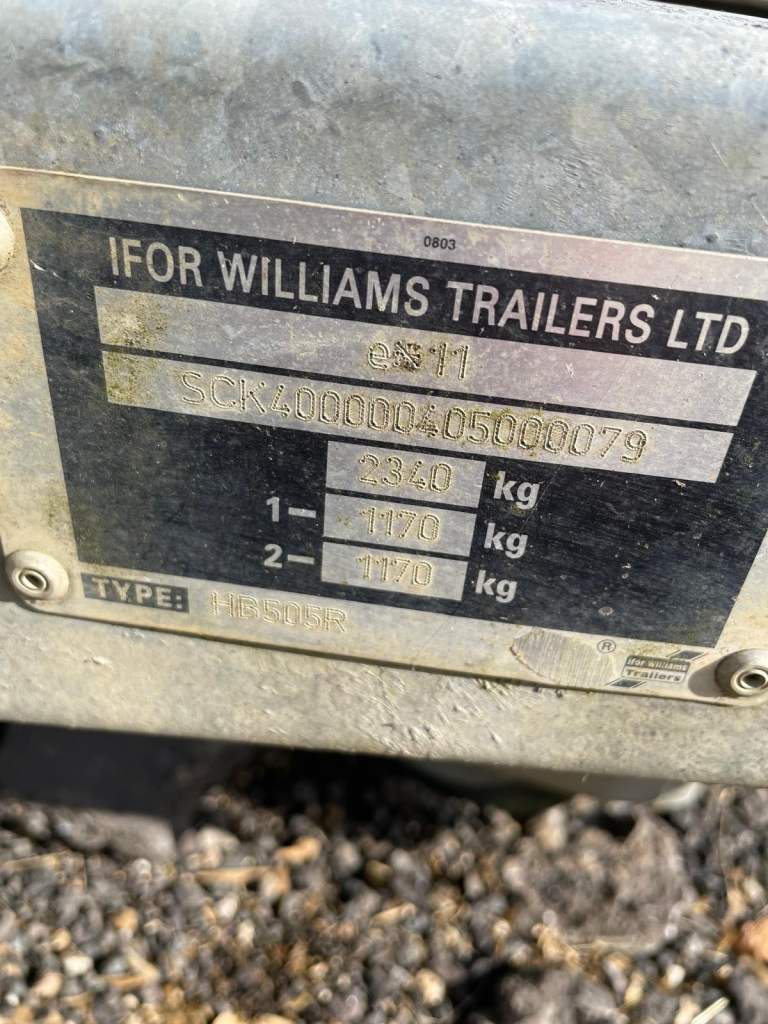 0803
IFOR WILLIAMS TRAILERS LTD
e*11
SCK400000405000079
2340 kg
1– 1170 kg
2– 1170 kg
TYPE: HB505R
®
Ifor Williams
Trailers